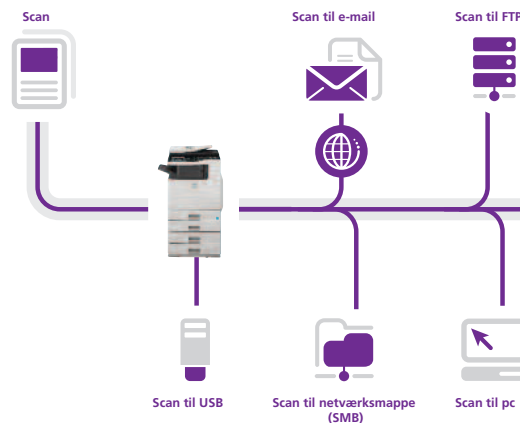 Scan
Scan til e-mail
Scan til FTP
Scan til USB
Scan til netværksmappe
(SMB)
Scan til pc